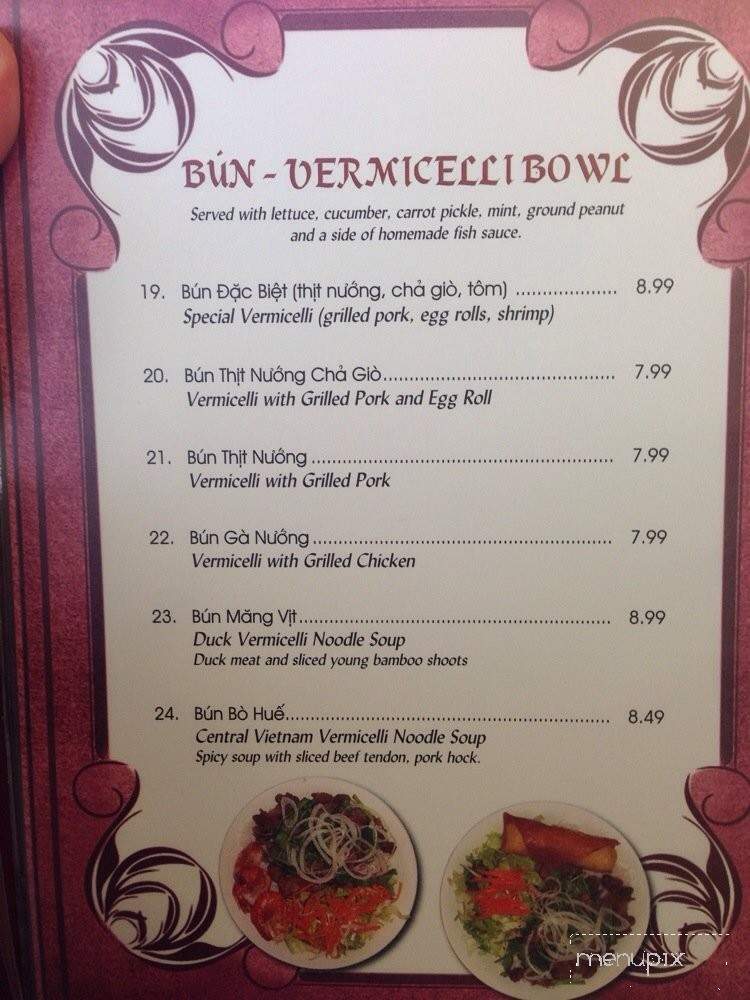 BÚN - VERMICELLI BOWL
Served with lettuce, cucumber, carrot pickle, mint, ground peanut
and a side of homemade fish sauce.
19. Bún Đặc Biệt (thịt nướng, chả giò, tôm) ................... 8.99
Special Vermicelli (grilled pork, egg rolls, shrimp)
20. Bún Thịt Nướng Chả Giò........................................... 7.99
Vermicelli with Grilled Pork and Egg Roll
21. Bún Thịt Nướng ......................................................... 7.99
Vermicelli with Grilled Pork
22. Bún Gà Nướng ......................................................... 7.99
Vermicelli with Grilled Chicken
23. Bún Măng Vịt........................................................... 8.99
Duck Vermicelli Noodle Soup
Duck meat and sliced young bamboo shoots
24. Bún Bò Huế.............................................................. 8.49
Central Vietnam Vermicelli Noodle Soup
Spicy soup with sliced beef tendon, pork hock.
menupix